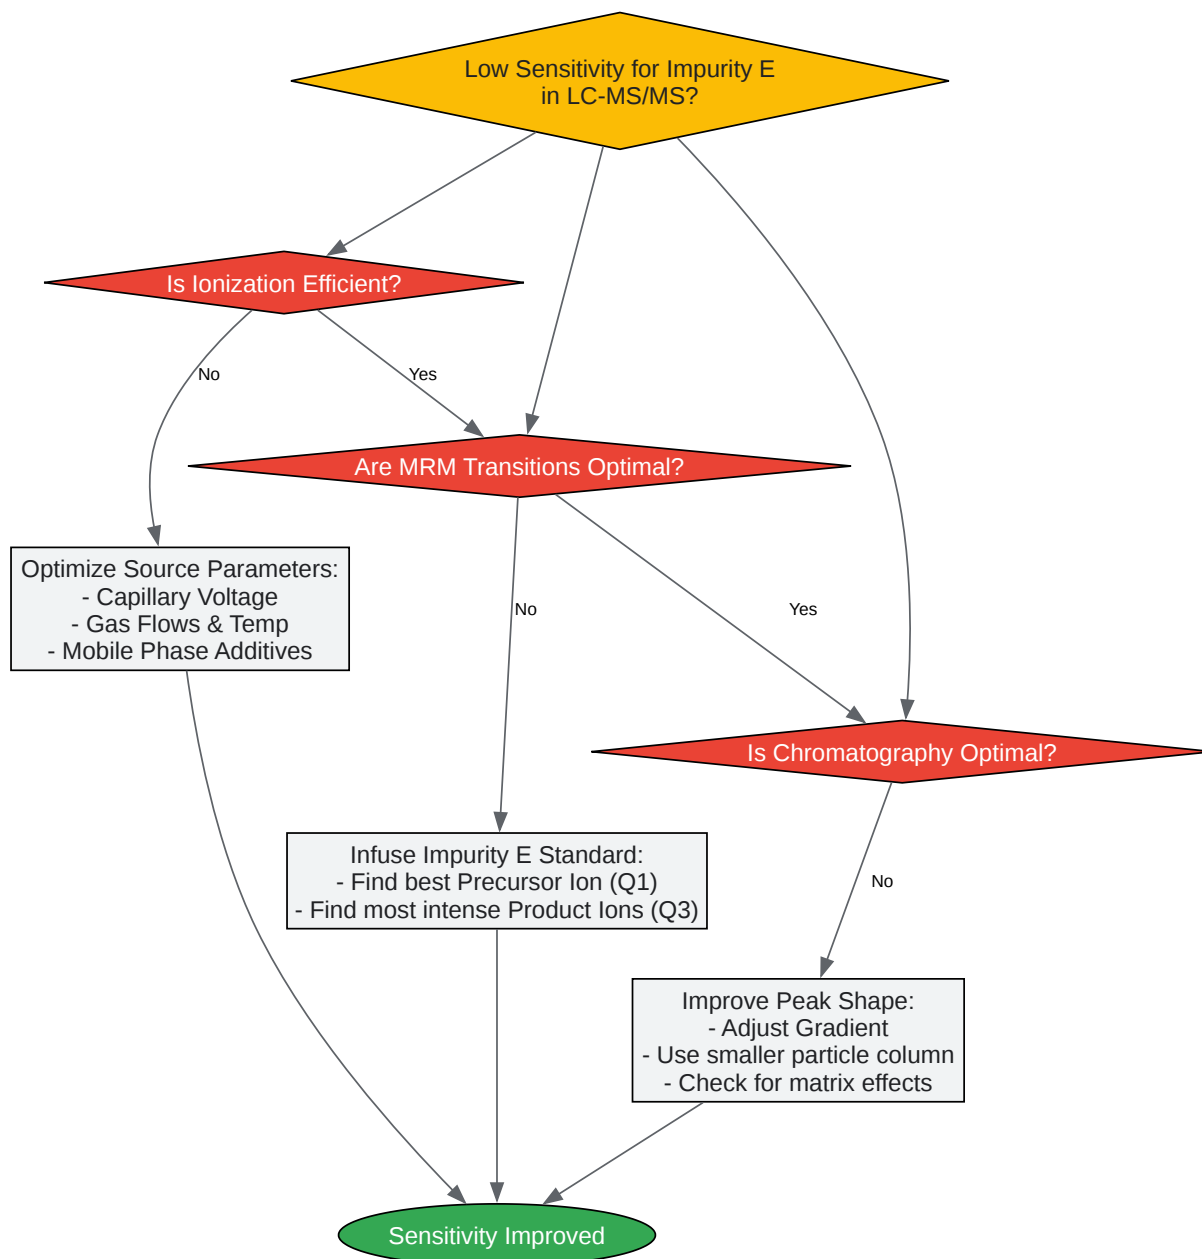 Low Sensitivity for Impurity E
in LC-MS/MS?
Is Ionization Efficient?
No
Yes
Are MRM Transitions Optimal?
Optimize Source Parameters:
- Capillary Voltage
- Gas Flows & Temp
- Mobile Phase Additives
No
Yes
Is Chromatography Optimal?
Infuse Impurity E Standard:
- Find best Precursor Ion (Q1)
- Find most intense Product Ions (Q3)
No
Improve Peak Shape:
- Adjust Gradient
- Use smaller particle column
- Check for matrix effects
Sensitivity Improved